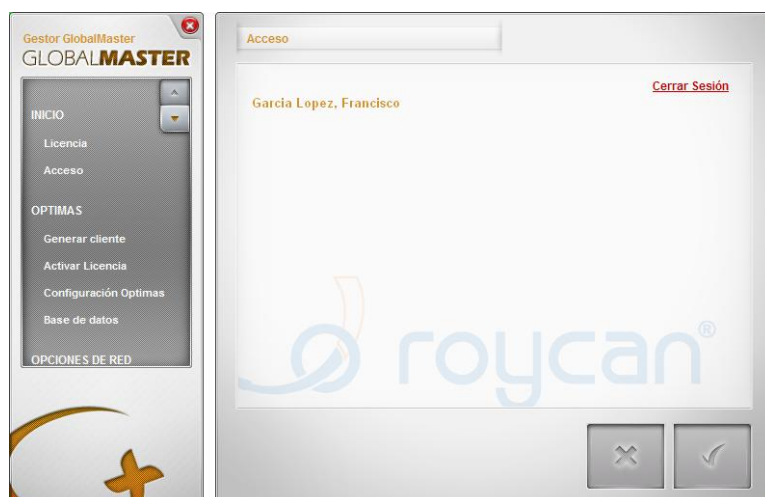 Gestor GlobalMaster
GLOBALMASTER
INICIO
Licencia
Acceso
OPTIMAS
Generar cliente
Activar Licencia
Configuración Optimas
Base de datos
OPCIONES DE RED
Acceso
Cerrar Sesión
Garcia Lopez, Francisco
roycan®